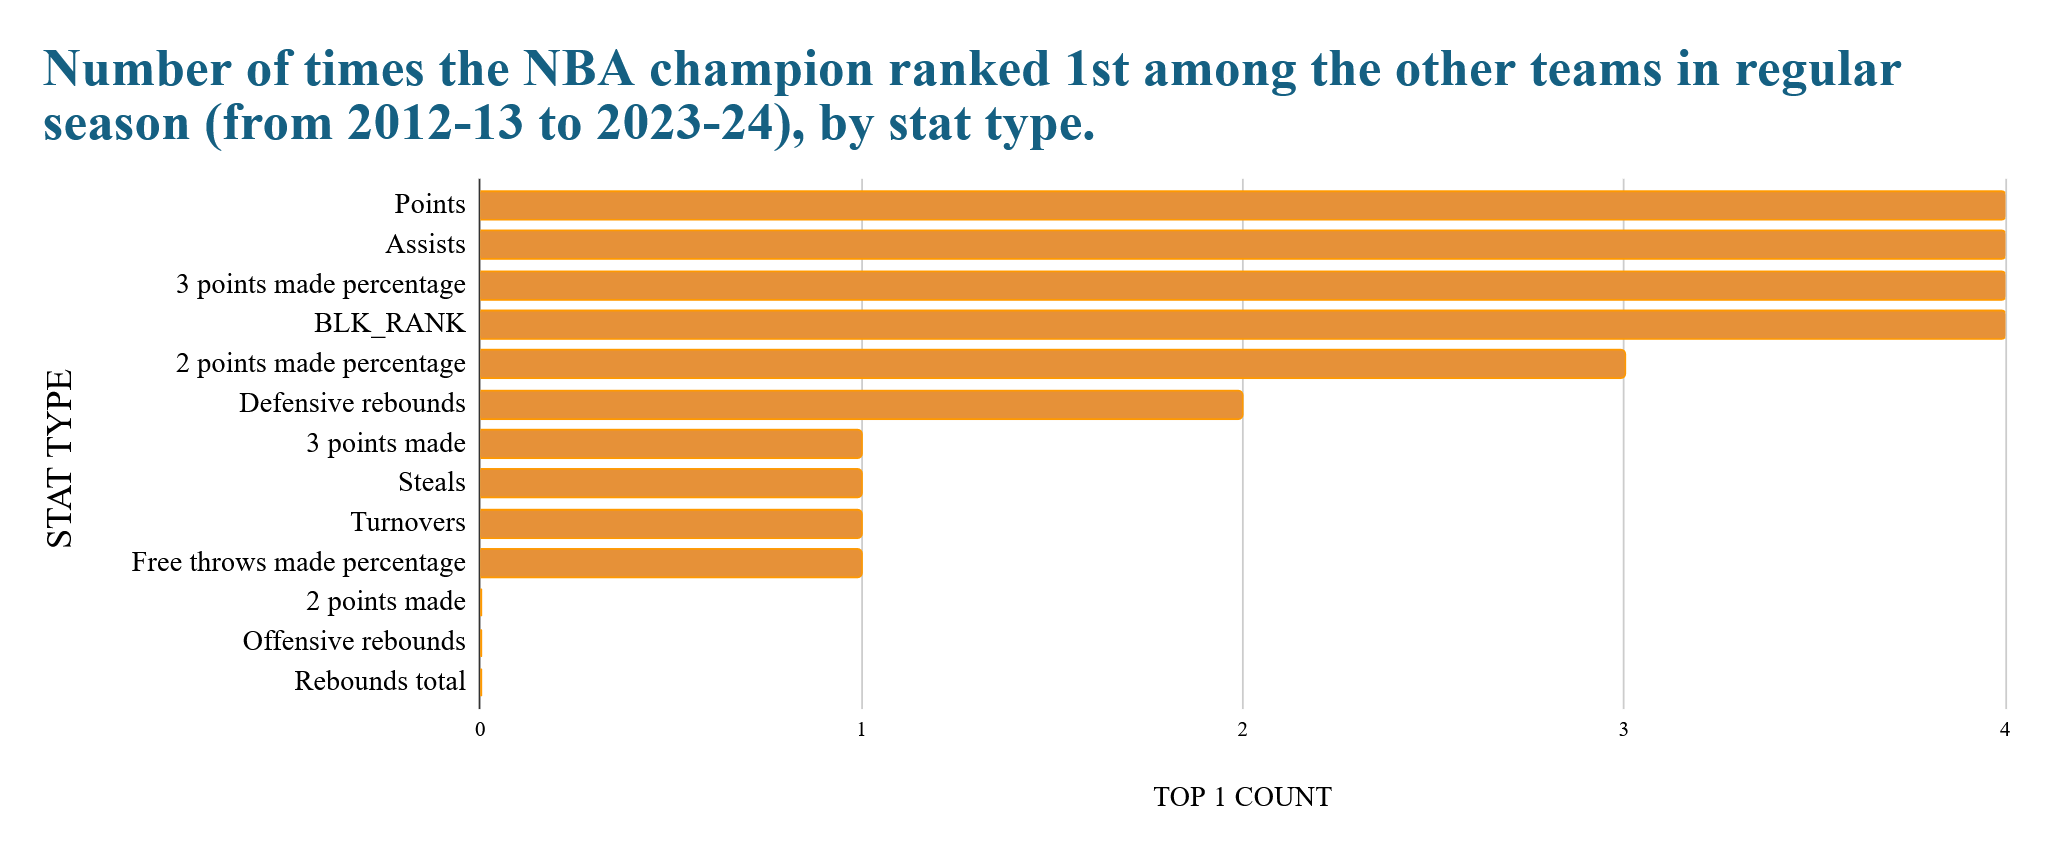 Number of times the NBA champion ranked 1st among the other teams in regular
season (from 2012-13 to 2023-24), by stat type.
STAT TYPE
Points
Assists
3 points made percentage
BLK_RANK
2 points made percentage
Defensive rebounds
3 points made
Steals
Turnovers
Free throws made percentage
2 points made
Offensive rebounds
Rebounds total
0 1 2 3 4
TOP 1 COUNT